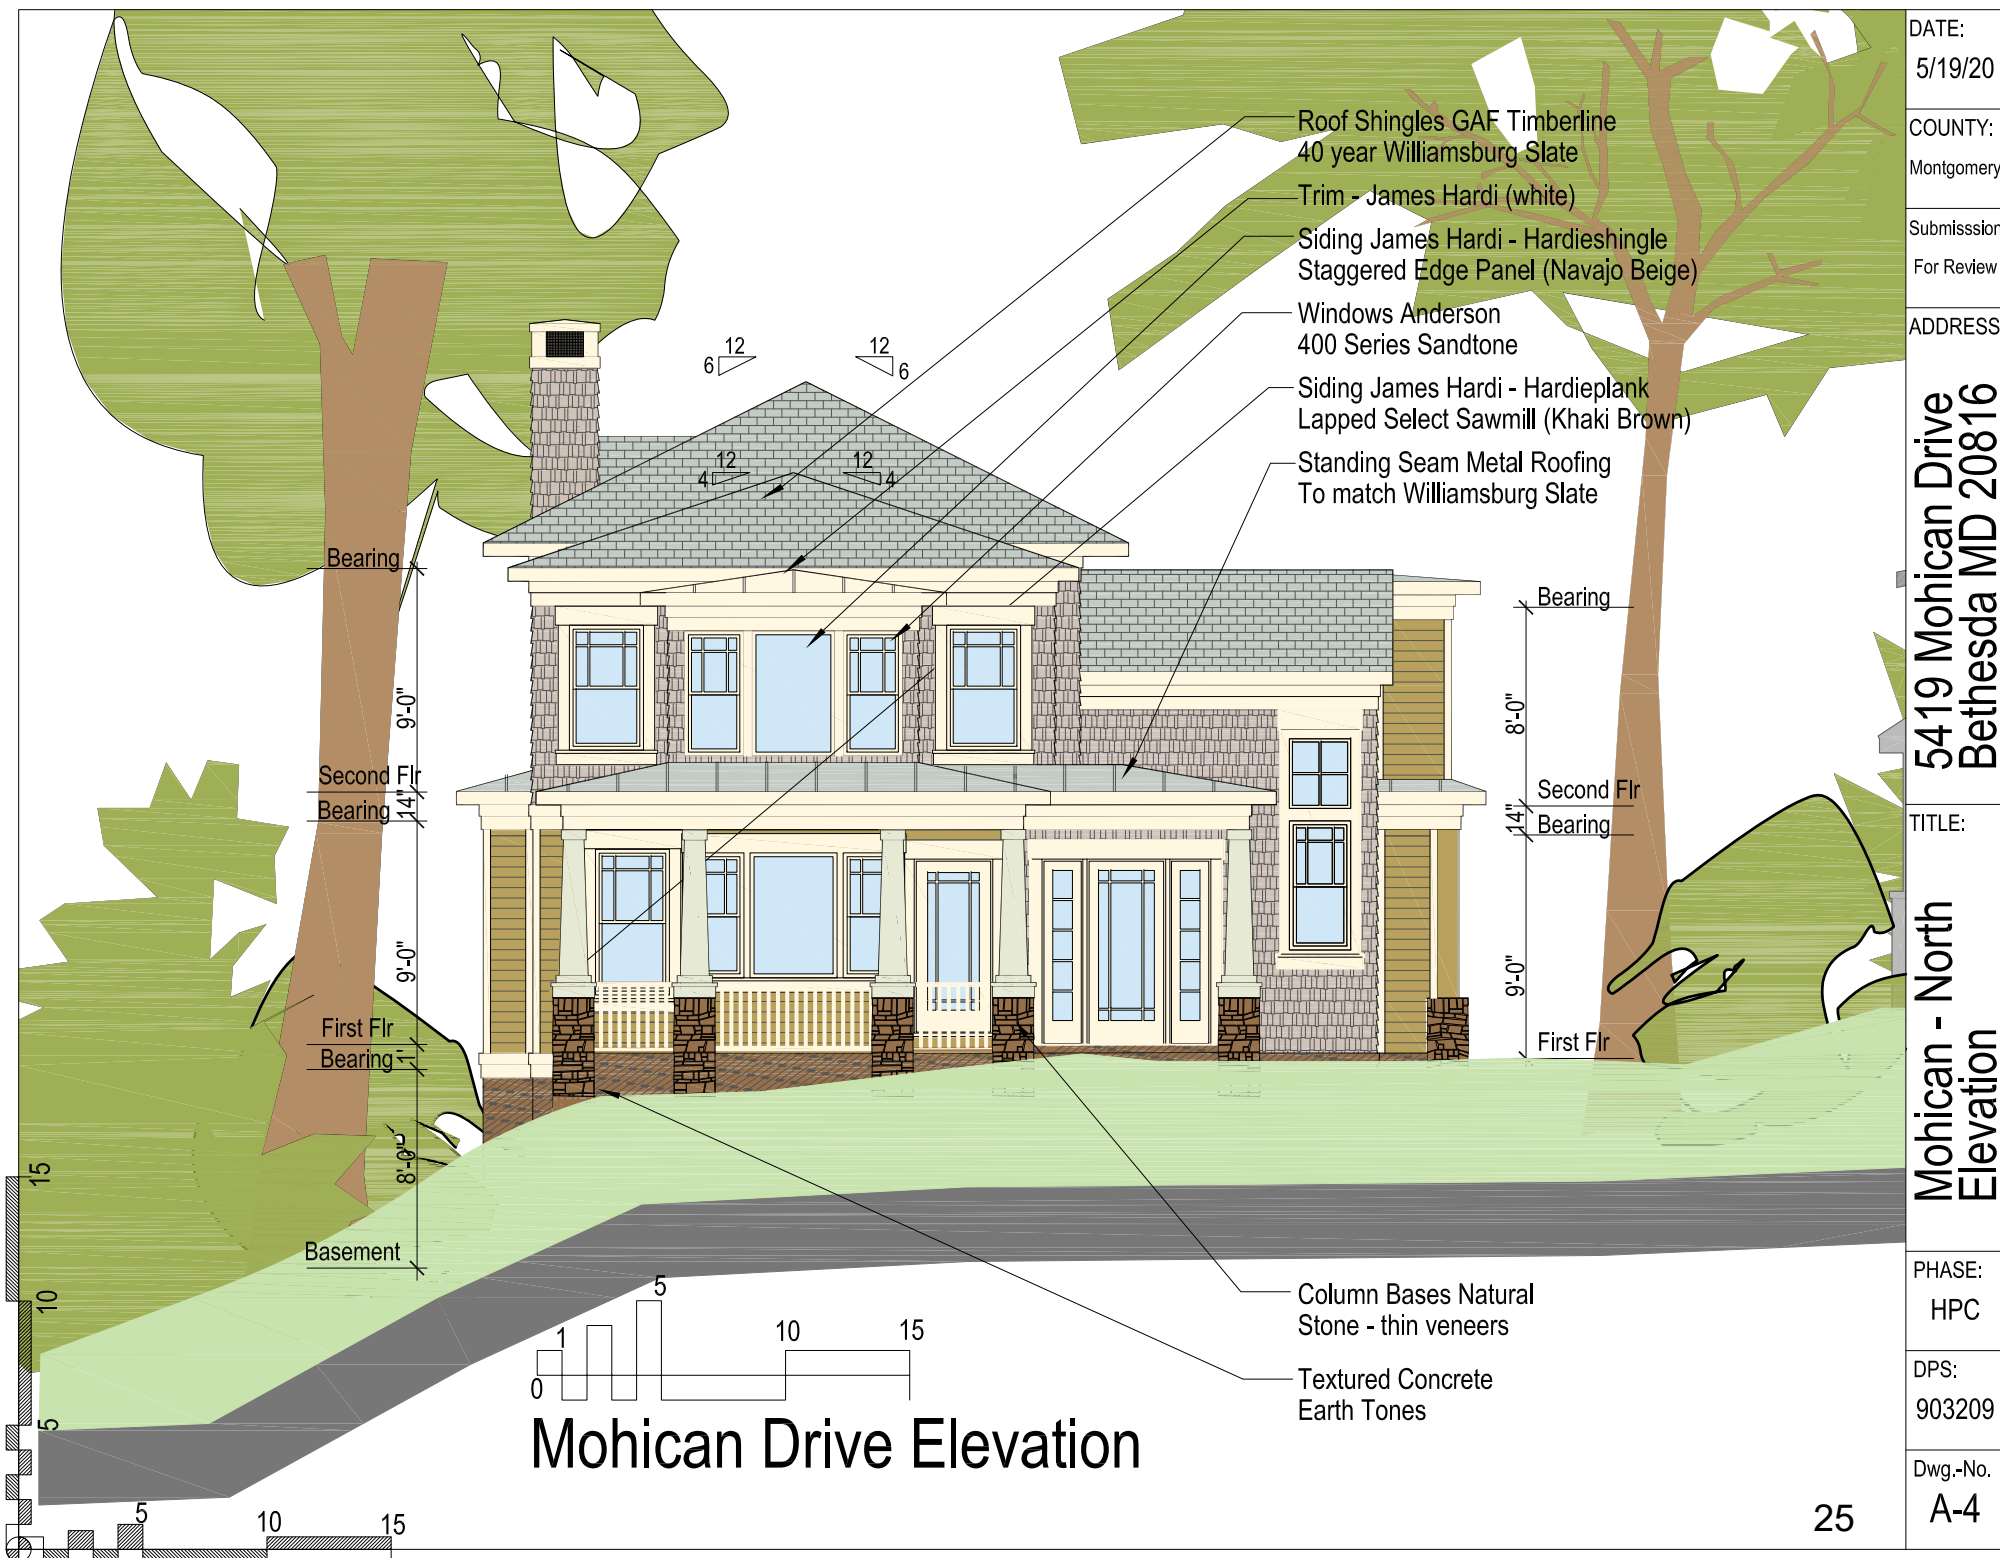 Roof Shingles GAF Timberline
40 year Williamsburg Slate
Trim - James Hardi (white)
Siding James Hardi - Hardieshingle
Staggered Edge Panel (Navajo Beige)
Windows Anderson
400 Series Sandtone
Siding James Hardi - Hardieplank
Lapped Select Sawmill (Khaki Brown)
Standing Seam Metal Roofing
To match Williamsburg Slate
12
6
12
6
12
4
12
4
Bearing
9'-0"
Second Flr
14"
Bearing
9'-0"
First Flr
1'
Bearing
8'-0"
Basement
Bearing
8'-0"
Second Flr
14"
Bearing
9'-0"
First Flr
Column Bases Natural
Stone - thin veneers
Textured Concrete
Earth Tones
0
1
5
10
15
Mohican Drive Elevation
15
10
5
5
10
15
25
DATE:
5/19/20
COUNTY:
Montgomery
Submisssion
For Review
ADDRESS
5419 Mohican Drive
Bethesda MD 20816
TITLE:
Mohican - North
Elevation
PHASE:
HPC
DPS:
903209
Dwg.-No.
A-4